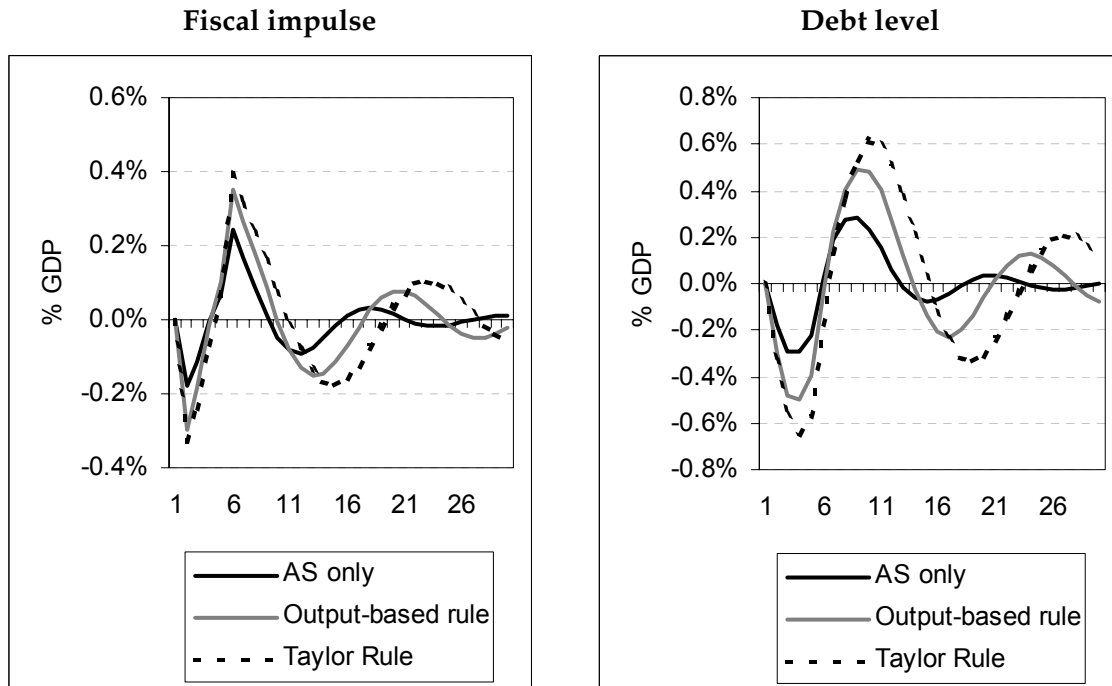 Fiscal impulse
0.6%
0.4%
0.2%
0.0%
-0.2%
-0.4%
% GDP
1 6 11 16 21 26
AS only
Output-based rule
Taylor Rule
Debt level
0.8%
0.6%
0.4%
0.2%
0.0%
-0.2%
-0.4%
-0.6%
-0.8%
% GDP
1 6 11 16 21 26
AS only
Output-based rule
Taylor Rule